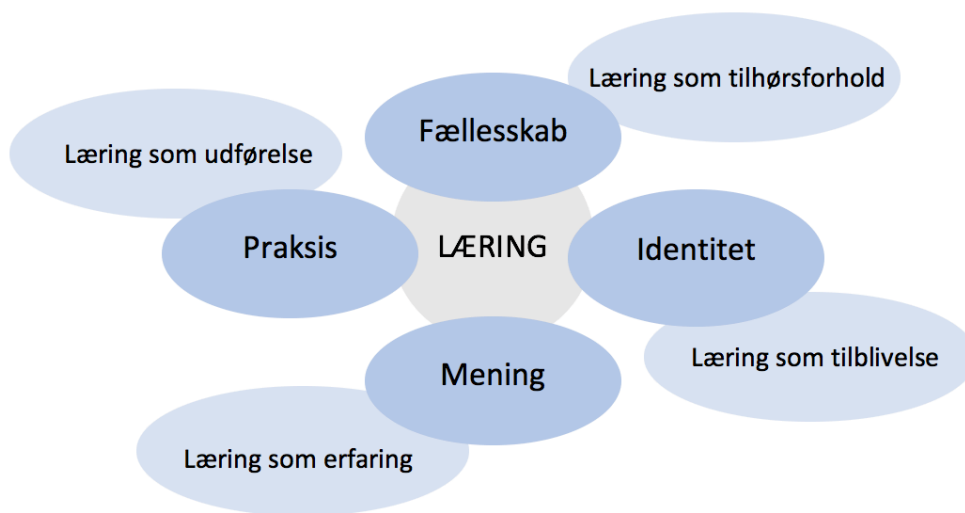 Læring som tilhørsforhold
Fællesskab
Læring som udførelse
Praksis
LÆRING
Identitet
Læring som tilblivelse
Mening
Læring som erfaring